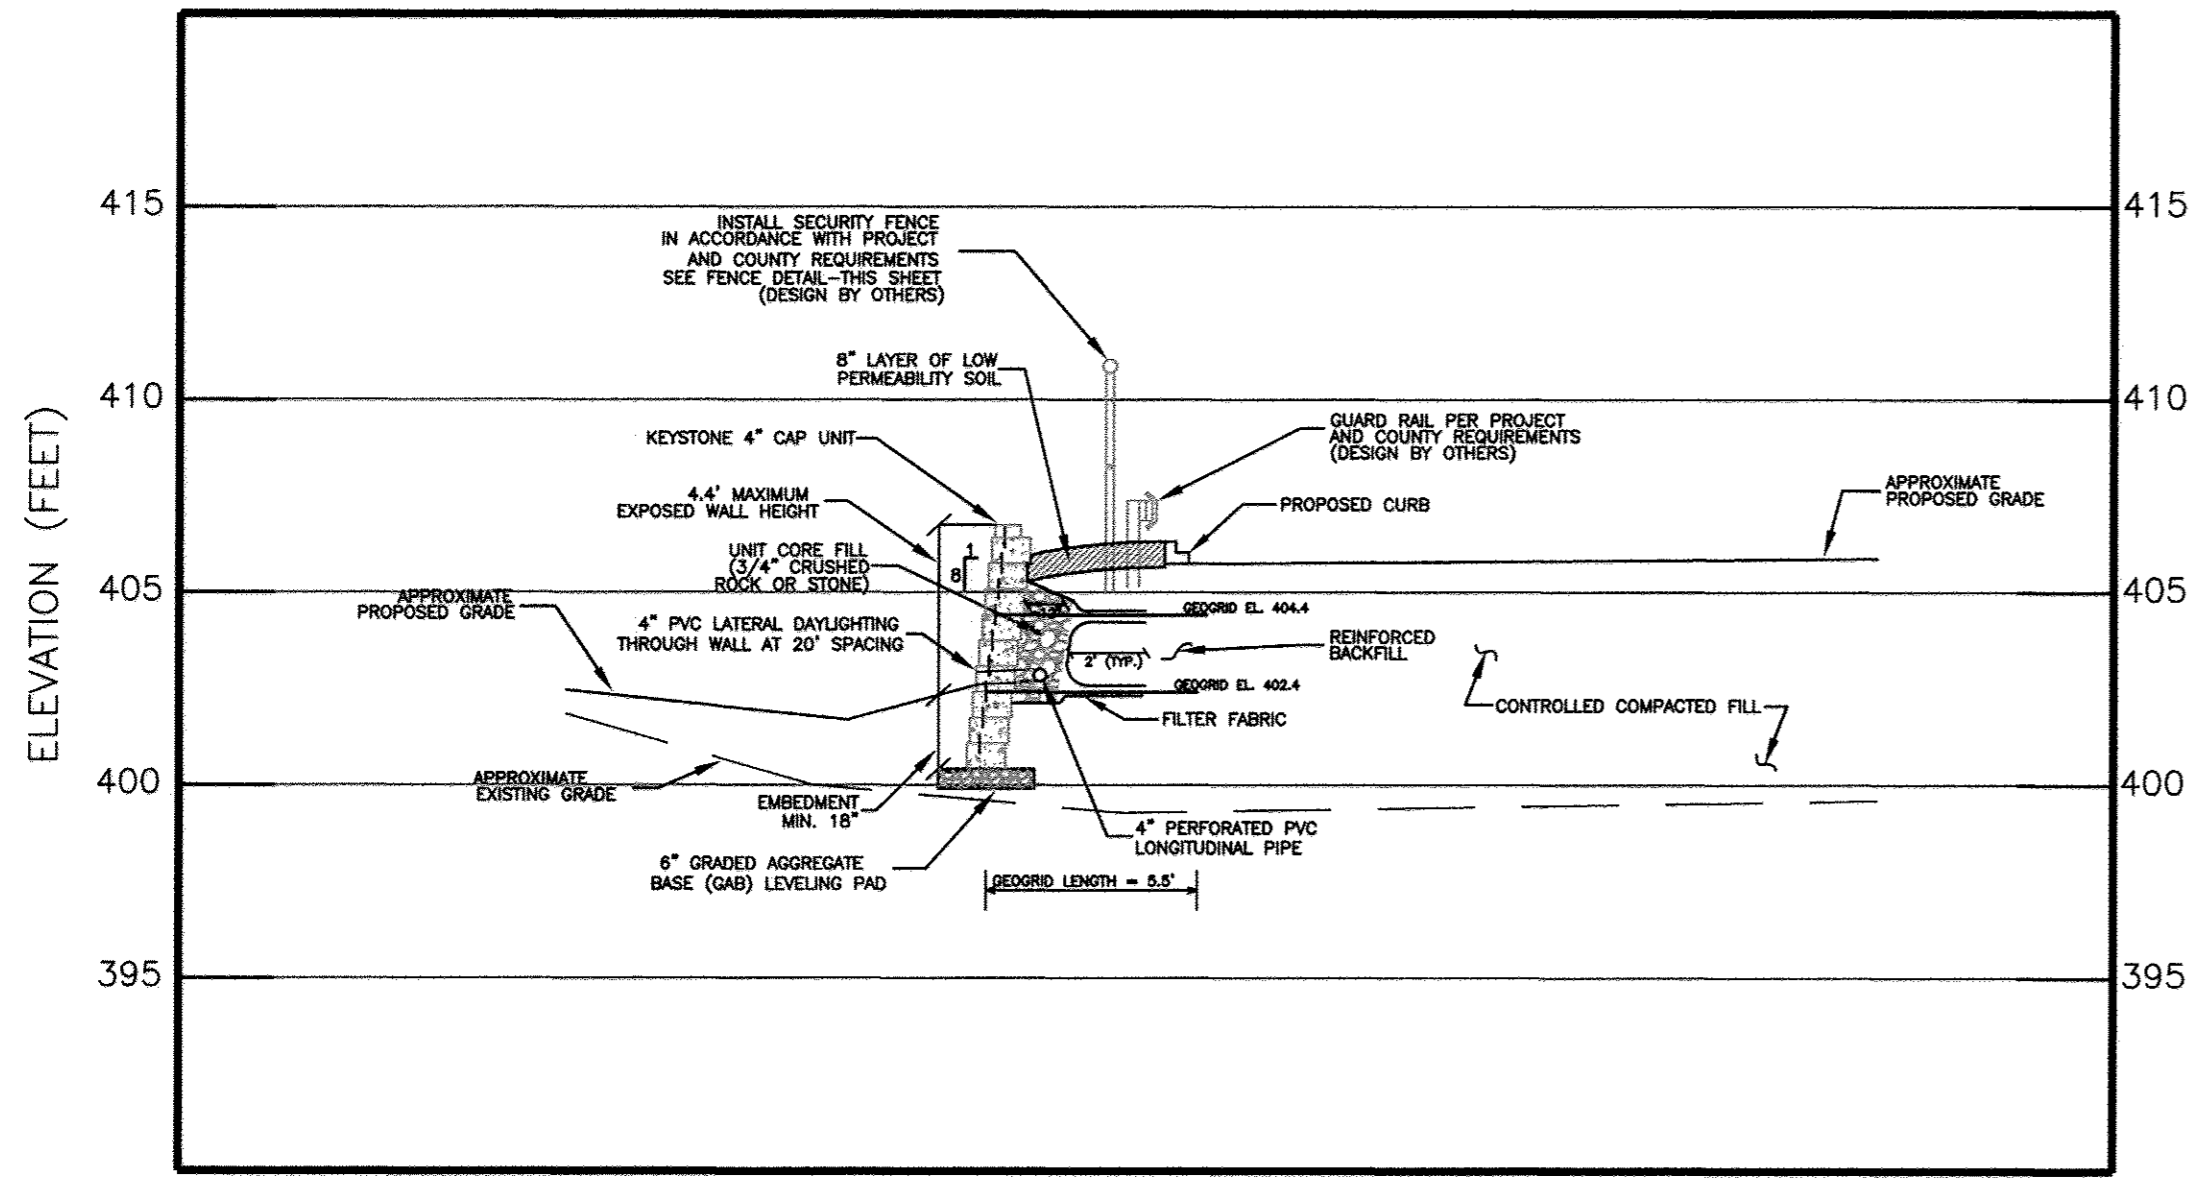 ELEVATION (FEET)
415
415
INSTALL SECURITY FENCE
IN ACCORDANCE WITH PROJECT
AND COUNTY REQUIREMENTS
SEE FENCE DETAIL-THIS SHEET
(DESIGN BY OTHERS)
8" LAYER OF LOW
PERMEABILITY SOIL
410
410
KEYSTONE 4" CAP UNIT
GUARD RAIL PER PROJECT
AND COUNTY REQUIREMENTS
(DESIGN BY OTHERS)
4.4' MAXIMUM
EXPOSED WALL HEIGHT
PROPOSED CURB
APPROXIMATE
PROPOSED GRADE
UNIT CORE FILL
(3/4" CRUSHED
ROCK OR STONE)
1
8
405
405
APPROXIMATE
PROPOSED GRADE
12"
GEOGRID EL. 404.4
4" PVC LATERAL DAYLIGHTING
THROUGH WALL AT 20' SPACING
REINFORCED
BACKFILL
2' (TYP.)
GEOGRID EL. 402.4
FILTER FABRIC
CONTROLLED COMPACTED FILL
400
400
APPROXIMATE
EXISTING GRADE
EMBEDMENT
MIN. 18"
4" PERFORATED PVC
LONGITUDINAL PIPE
6" GRADED AGGREGATE
BASE (GAB) LEVELING PAD
GEOGRID LENGTH = 5.5'
395
395